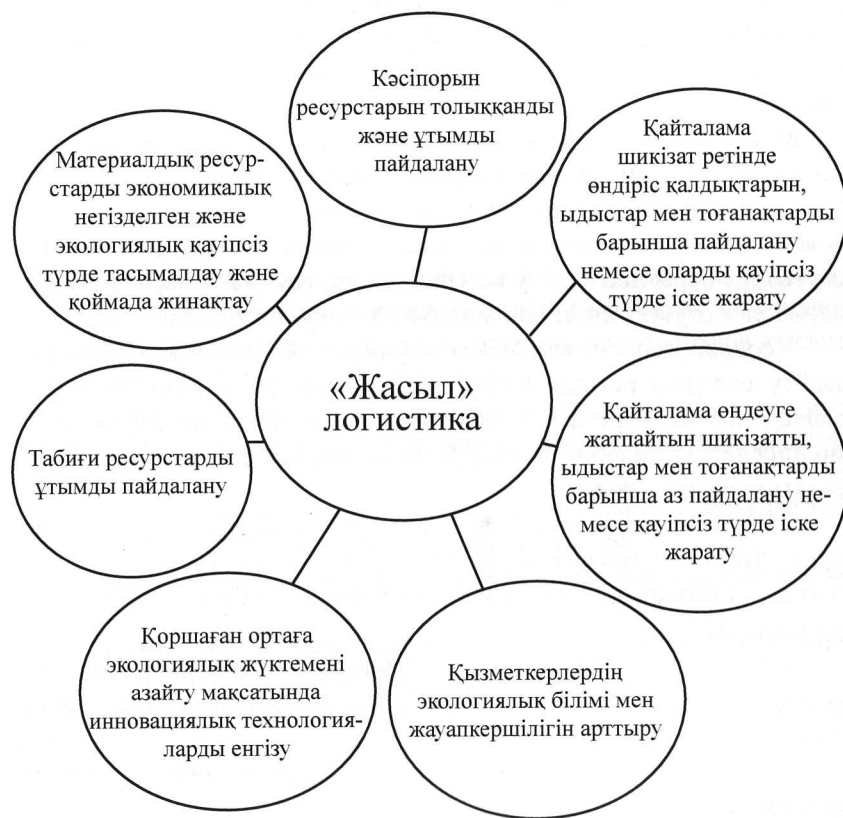 Кәсіпорын
ресурстарын толыққанды
және ұтымды
пайдалану
Қайталама
шикізат ретінде
өндіріс қалдықтарын,
ыдыстар мен тоғанақтарды
барынша пайдалану
немесе оларды қауіпсіз
түрде іске жарату
Материалдық ресур-
старды экономикалық
негізделген және
экологиялық қауіпсіз
түрде тасымалдау және
қоймада жинақтау
«Жасыл»
логистика
Қайталама өңдеуге
жатпайтын шикізатты,
ыдыстар мен тоғанақтарды
барынша аз пайдалану не-
месе қауіпсіз түрде іске
жарату
Табиғи ресурстарды
ұтымды пайдалану
Қоршаған ортаға
экологиялық жүктемені
азайту мақсатында
инновациялық технология-
ларды енгізу
Қызметкерлердің
экологиялық білімі мен
жауапкершілігін арттыру